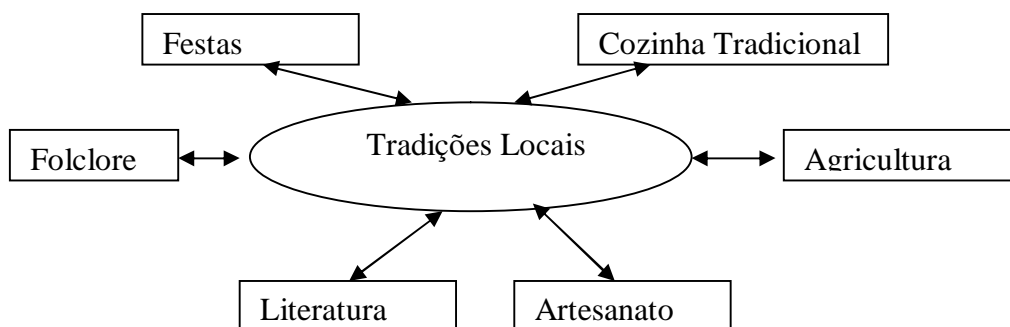 Festas
Cozinha Tradicional
Tradições Locais
Folclore
Agricultura
Literatura
Artesanato